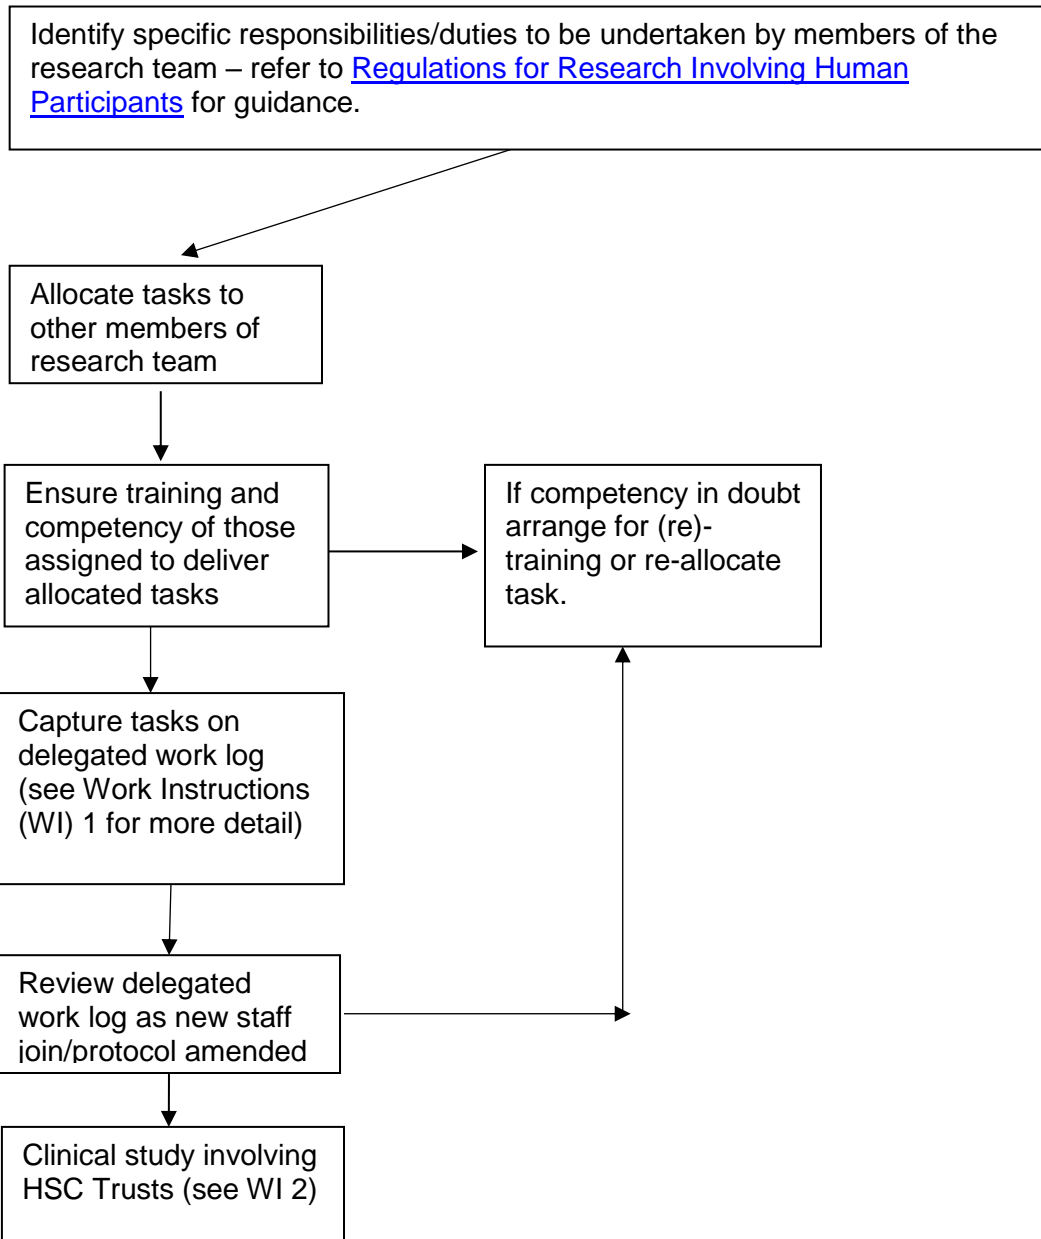 Identify specific responsibilities/duties to be undertaken by members of the
research team – refer to Regulations for Research Involving Human
Participants for guidance.
Allocate tasks to
other members of
research team
Ensure training and
competency of those
assigned to deliver
allocated tasks
If competency in doubt
arrange for (re)-
training or re-allocate
task.
Capture tasks on
delegated work log
(see Work Instructions
(WI) 1 for more detail)
Review delegated
work log as new staff
join/protocol amended
Clinical study involving
HSC Trusts (see WI 2)